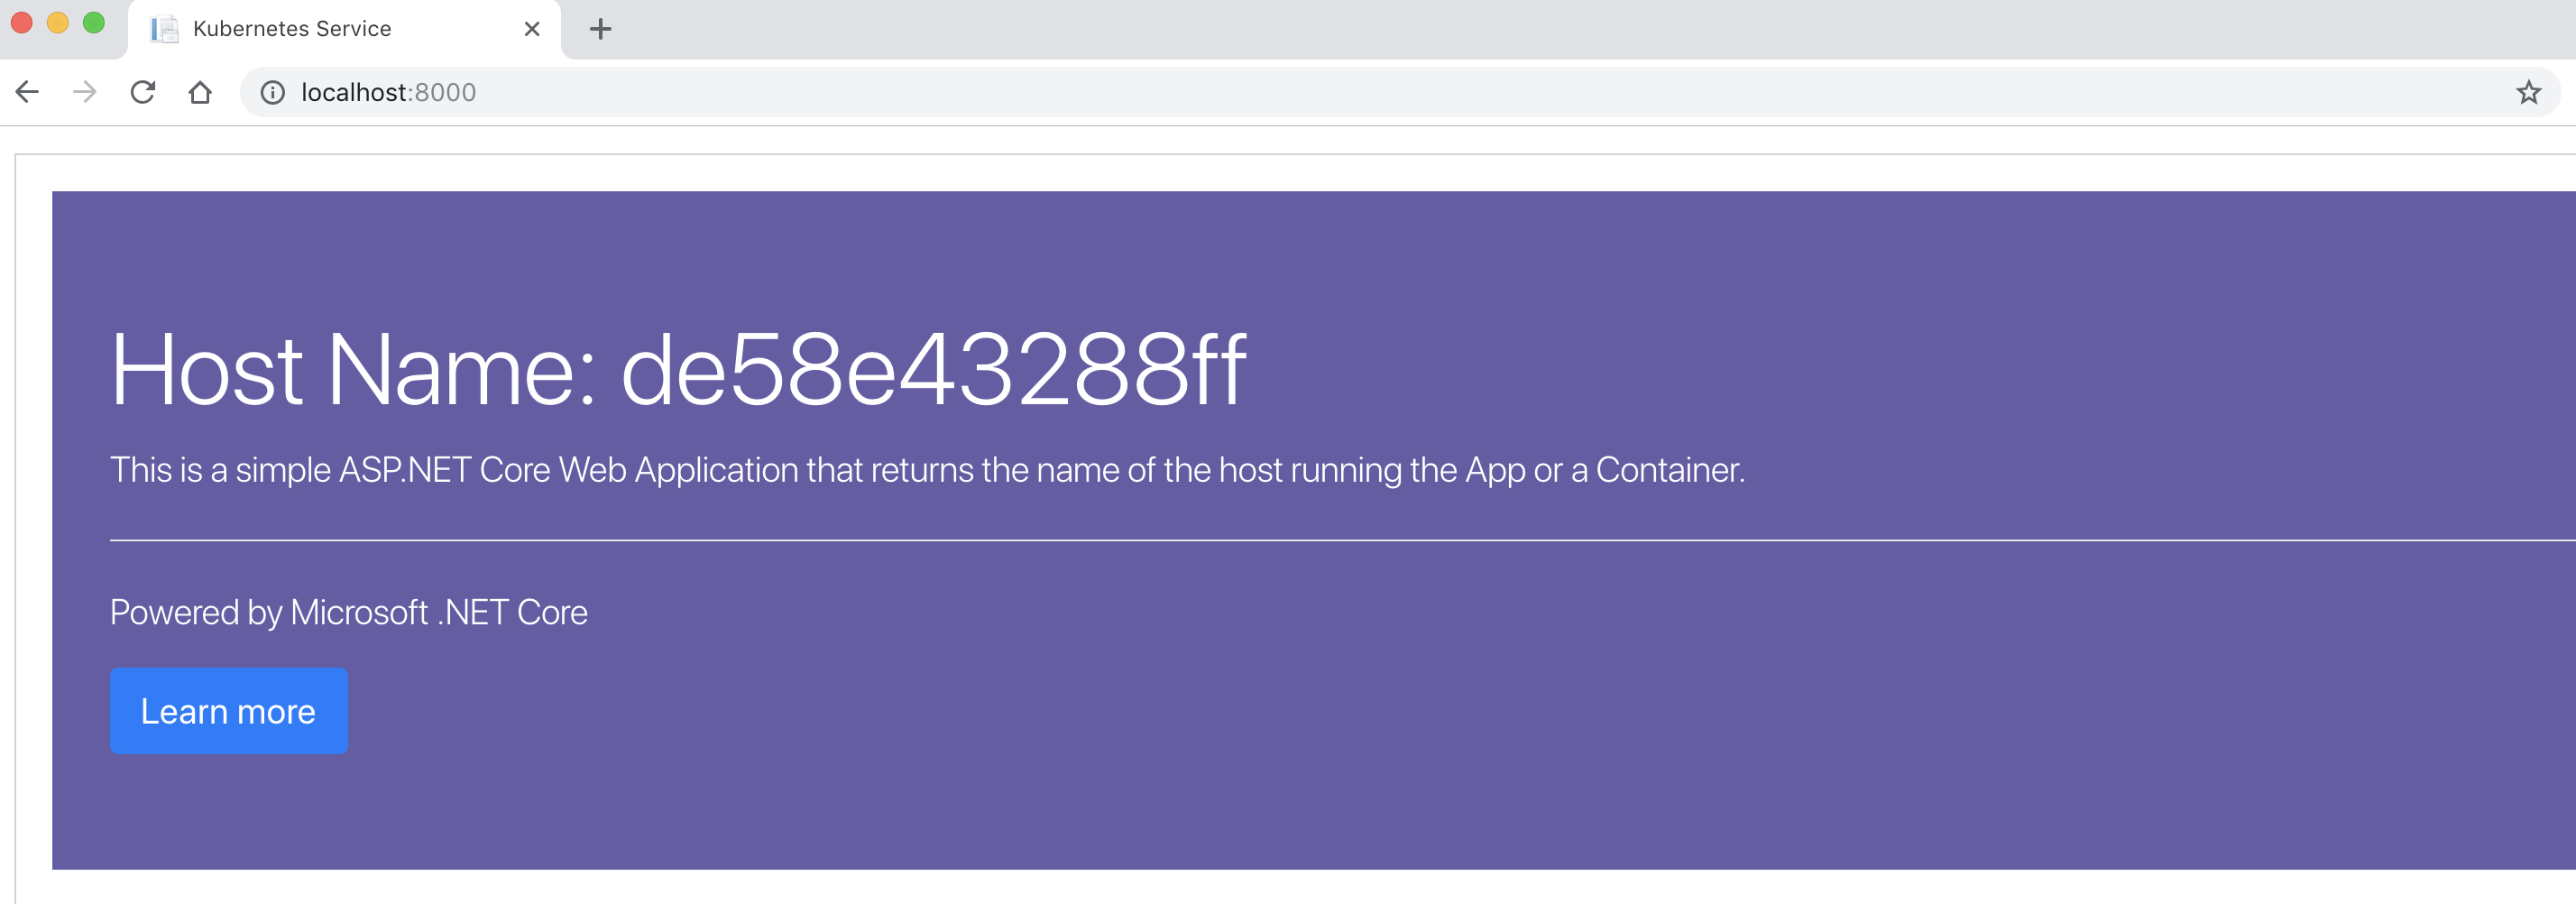 Kubernetes Service
localhost:8000
Host Name: de58e43288ff
This is a simple ASP.NET Core Web Application that returns the name of the host running the App or a Container.
Powered by Microsoft .NET Core
Learn more